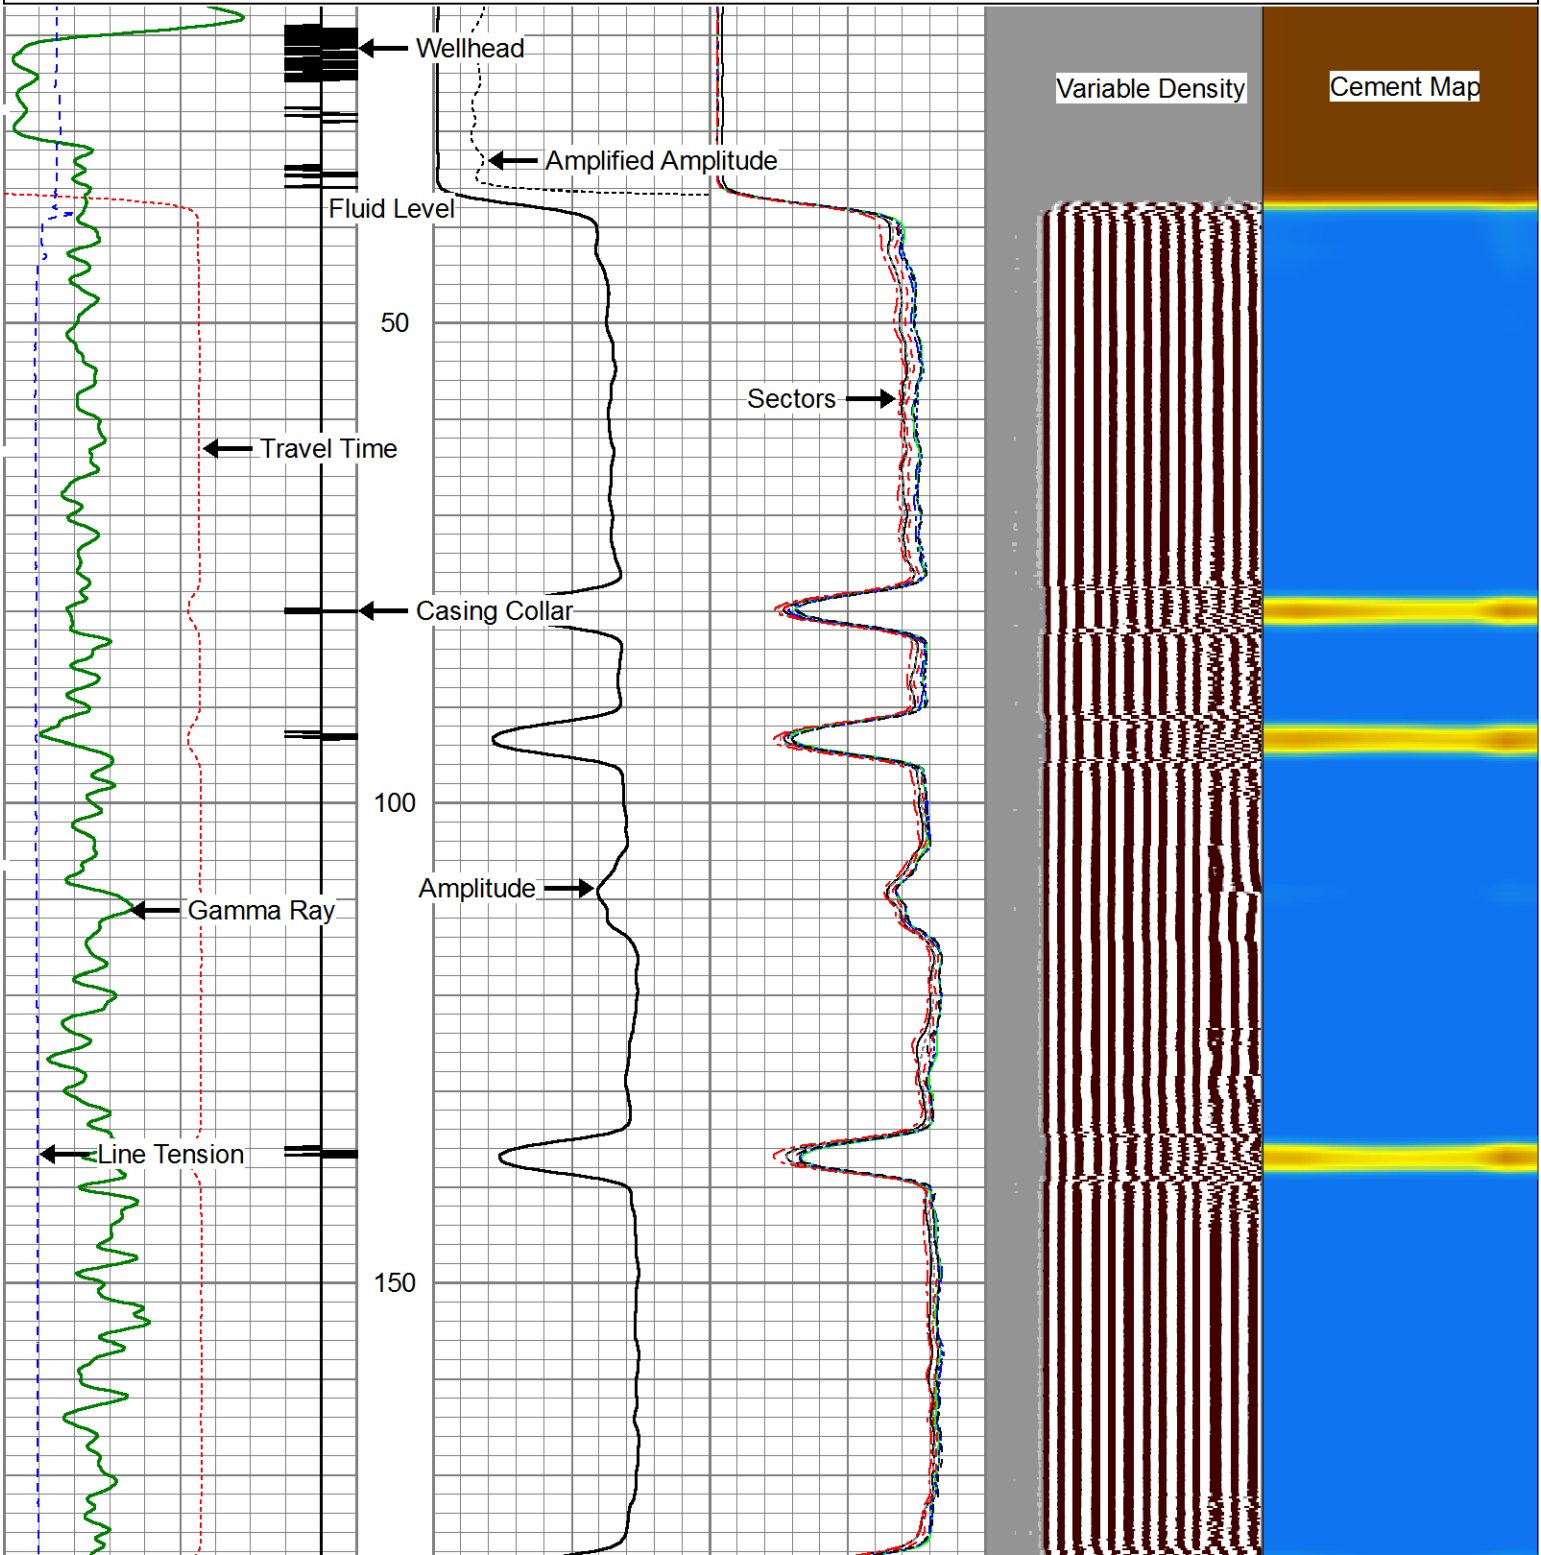 Wellhead
Variable Density
Cement Map
Amplified Amplitude
Fluid Level
50
Sectors
Travel Time
Casing Collar
100
Amplitude
Gamma Ray
Line Tension
150